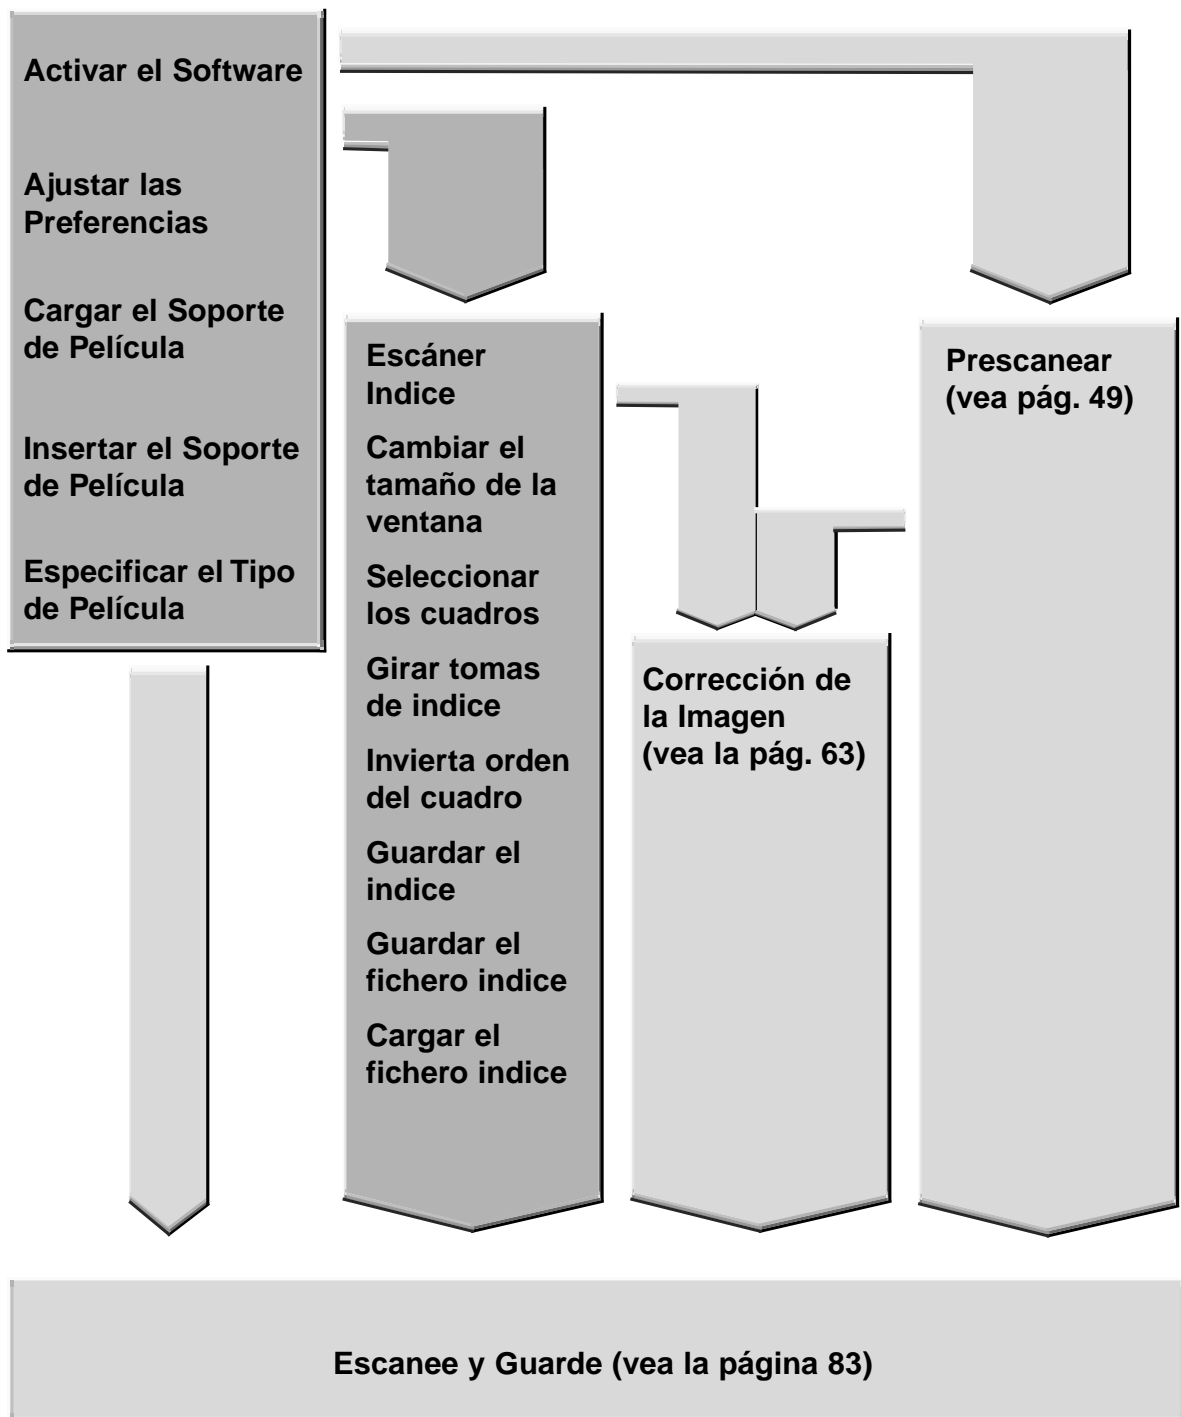 Activar el Software
Ajustar las
Preferencias
Cargar el Soporte
de Película
Insertar el Soporte
de Película
Especificar el Tipo
de Película
Escáner
Indice
Cambiar el
tamaño de la
ventana
Seleccionar
los cuadros
Girar tomas
de indice
Invierta orden
del cuadro
Guardar el
indice
Guardar el
fichero indice
Cargar el
fichero indice
Corrección de
la Imagen
(vea la pág. 63)
Prescanear
(vea pág. 49)
Escanee y Guarde (vea la página 83)